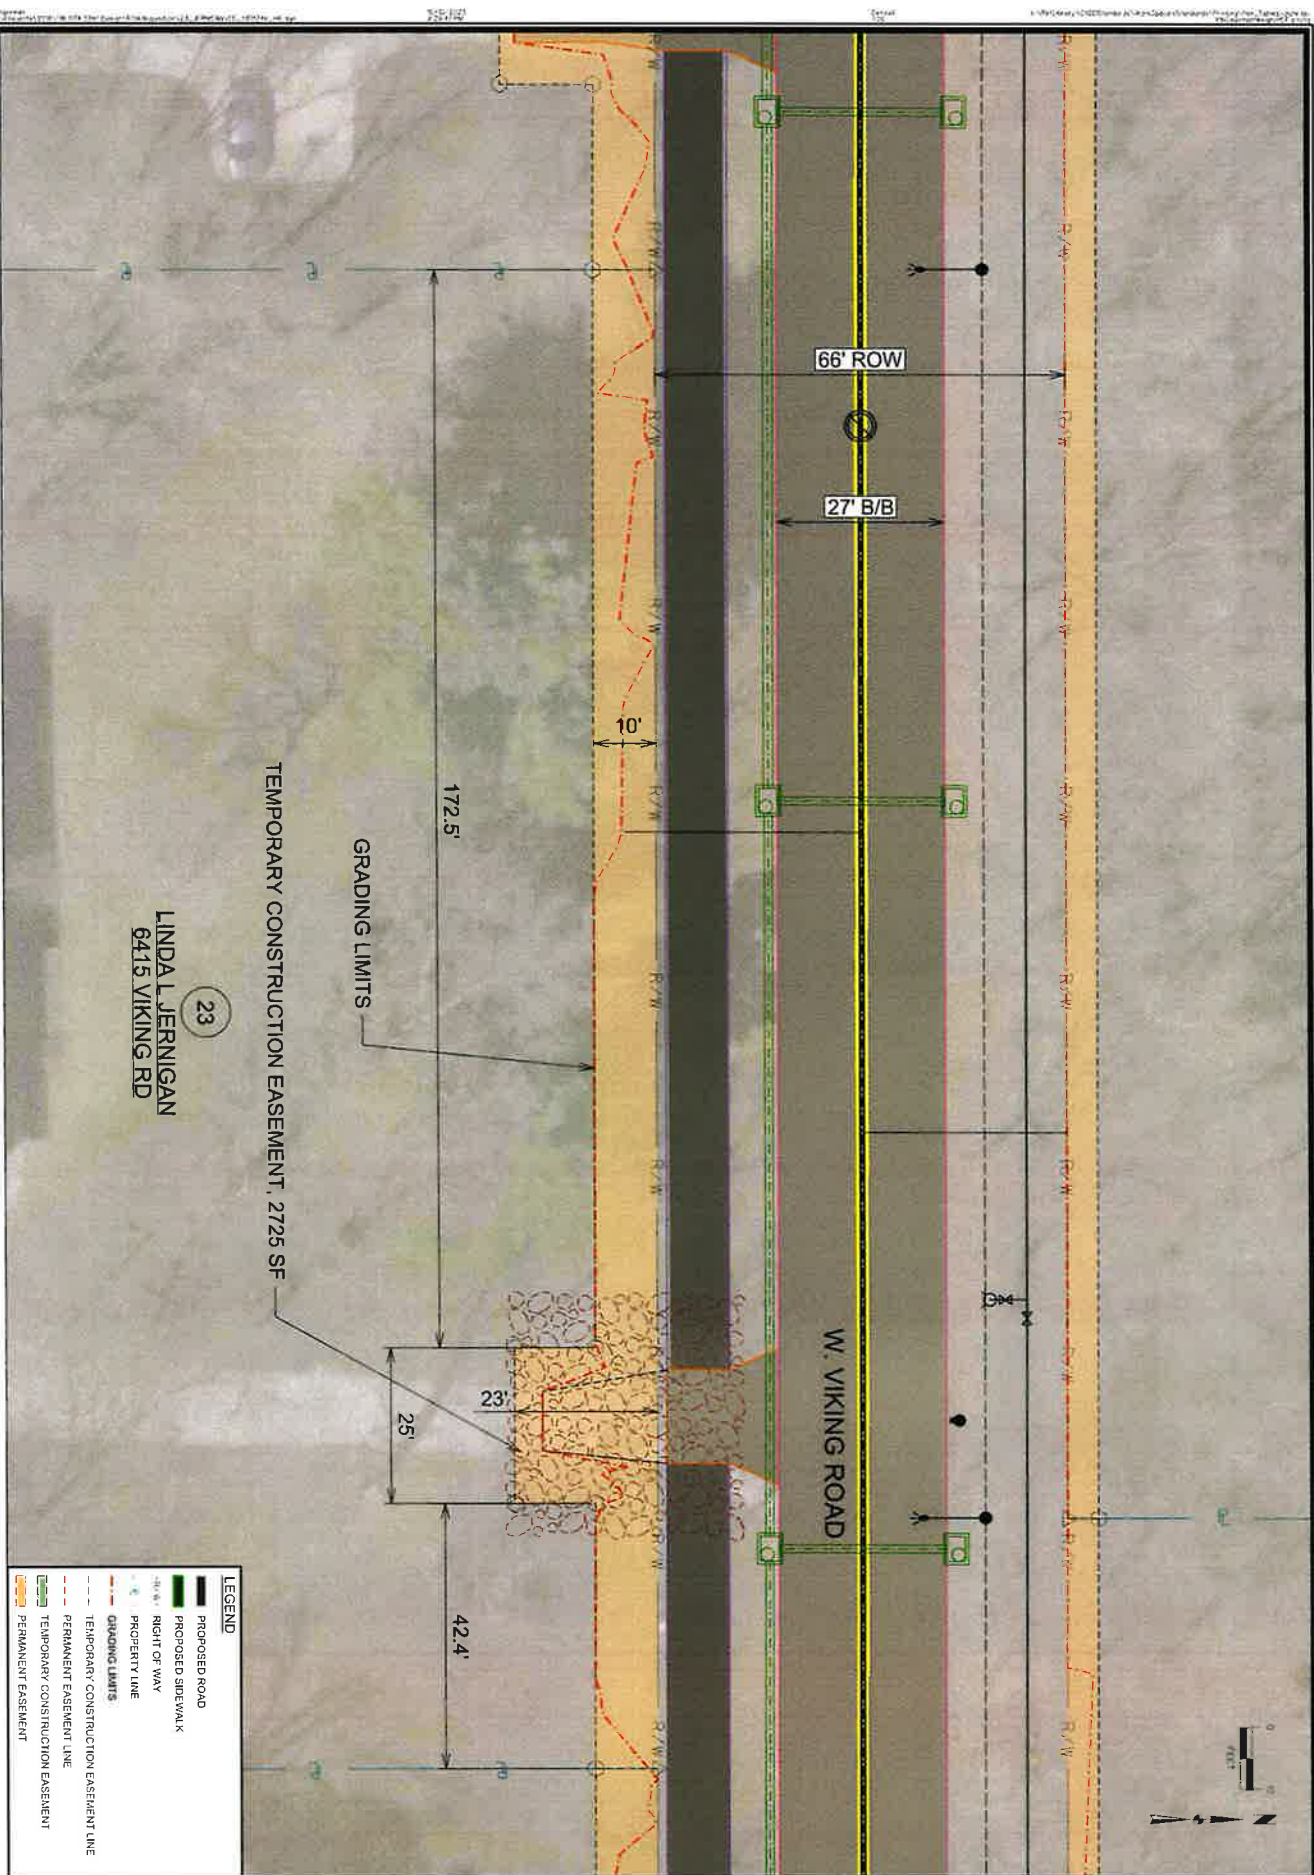 66' ROW
27' B/B
10'
172.5'
GRADING LIMITS
TEMPORARY CONSTRUCTION EASEMENT, 2725 SF
23
LINDA L JERNIGAN
6415 VIKING RD
23'
25'
42.4'
W. VIKING ROAD
R/W
R/W
R/W
R/W
R/W
R/W
R/W
R/W
R/W
R/W
N
LEGEND
PROPOSED ROAD
PROPOSED SIDEWALK
RIGHT OF WAY
PROPERTY LINE
GRADING LIMITS
TEMPORARY CONSTRUCTION EASEMENT LINE
PERMANENT EASEMENT LINE
TEMPORARY CONSTRUCTION EASEMENT
PERMANENT EASEMENT